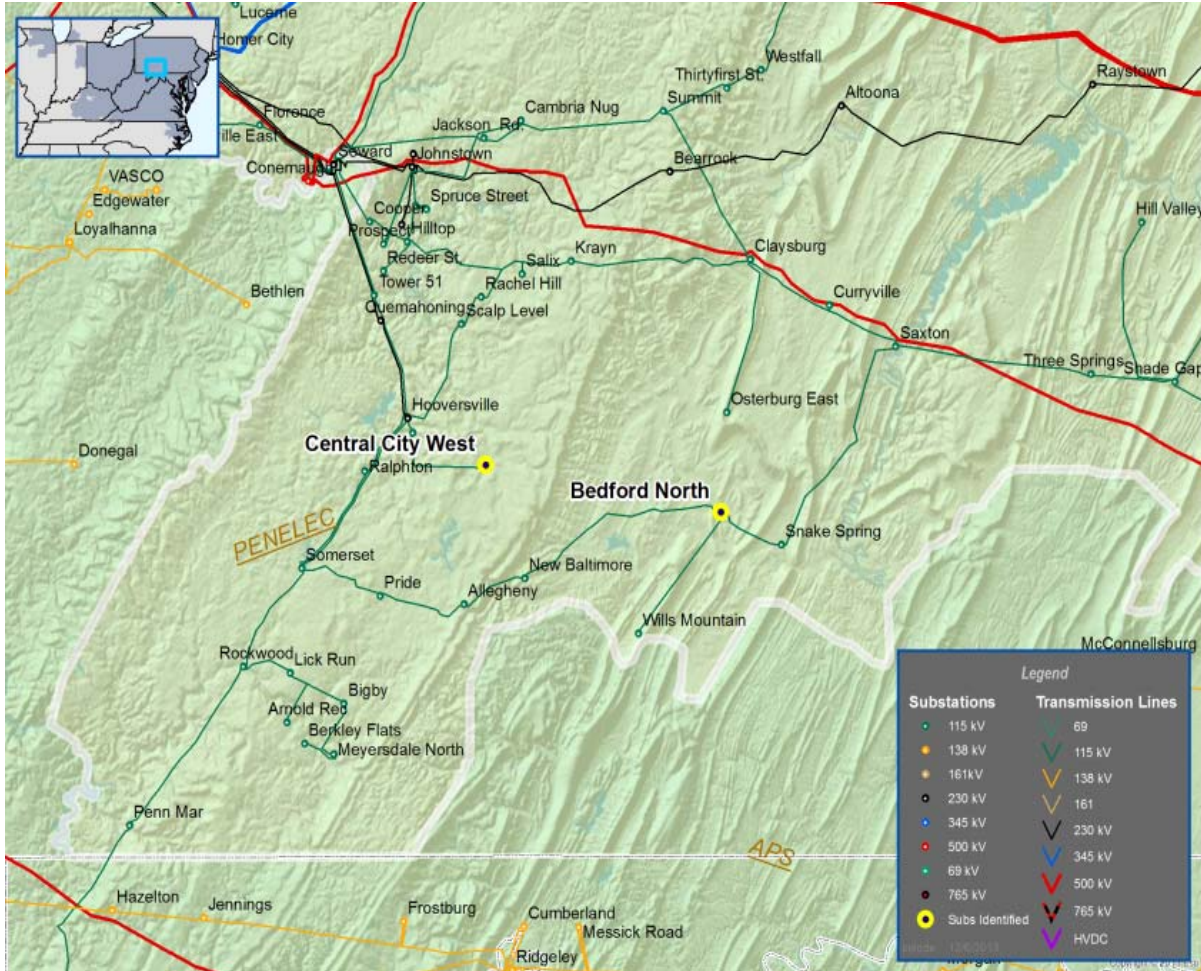 Lucerne
Homer City
Westfall
Thirtyfirst St.
Raystown
Florence
Cambria Nug
Summit
Altoona
ville East
Jackson Rd.
Seward
Johnstown
Bearrock
Conemaugh
VASCO
Edgewater
Spruce Street
Cooper
Hill Valley
Loyalhanna
Prospect
Hilltop
Redeer St.
Salix
Krayn
Claysburg
Bethlen
Tower 51
Rachel Hill
Quemahoning
Scalp Level
Curryville
Saxton
Three Springs
Shade Gap
Hooversville
Osterburg East
Central City West
Donegal
Ralphton
Bedford North
PENELEC
Snake Spring
Somerset
New Baltimore
Pride
Allegheny
Wills Mountain
McConnellsburg
Rockwood
Lick Run
Bigby
Arnold Rec
Berkley Flats
Meyersdale North
Penn Mar
APS
Hazelton
Jennings
Frostburg
Cumberland
Messick Road
Ridgeley
Legend
Substations
115 kV
138 kV
161kV
230 kV
345 kV
500 kV
69 kV
765 kV
Subs Identified
Transmission Lines
69
115 kV
138 kV
161
230 kV
345 kV
500 kV
765 kV
HVDC